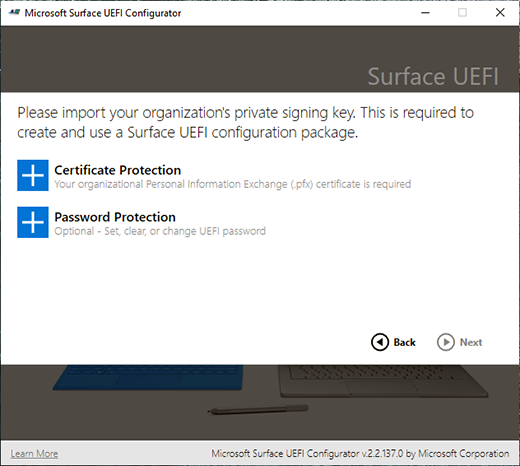 Microsoft Surface UEFI Configurator
Surface UEFI
Please import your organization's private signing key. This is required to
create and use a Surface UEFI configuration package.
Certificate Protection
Your organizational Personal Information Exchange (.pfx) certificate is required
Password Protection
Optional - Set, clear, or change UEFI password
Back
Next
Learn More
Microsoft Surface UEFI Configurator v.2.2.137.0 by Microsoft Corporation